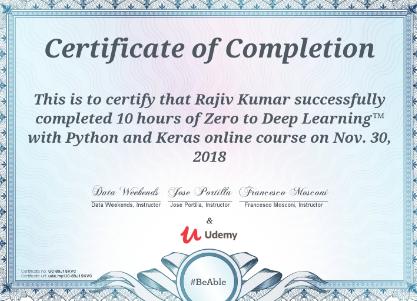 Certificate of Completion
This is to certify that Rajiv Kumar successfully
completed 10 hours of Zero to Deep Learning™
with Python and Keras online course on Nov. 30,
2018
Data Weekends Jose Portilla Francesco Mosconi
Data Weekends, Instructor Jose Portilla, Instructor Francesco Mosconi, Instructor
&
Udemy
Certificate no:
Certificate url:
#BeAble